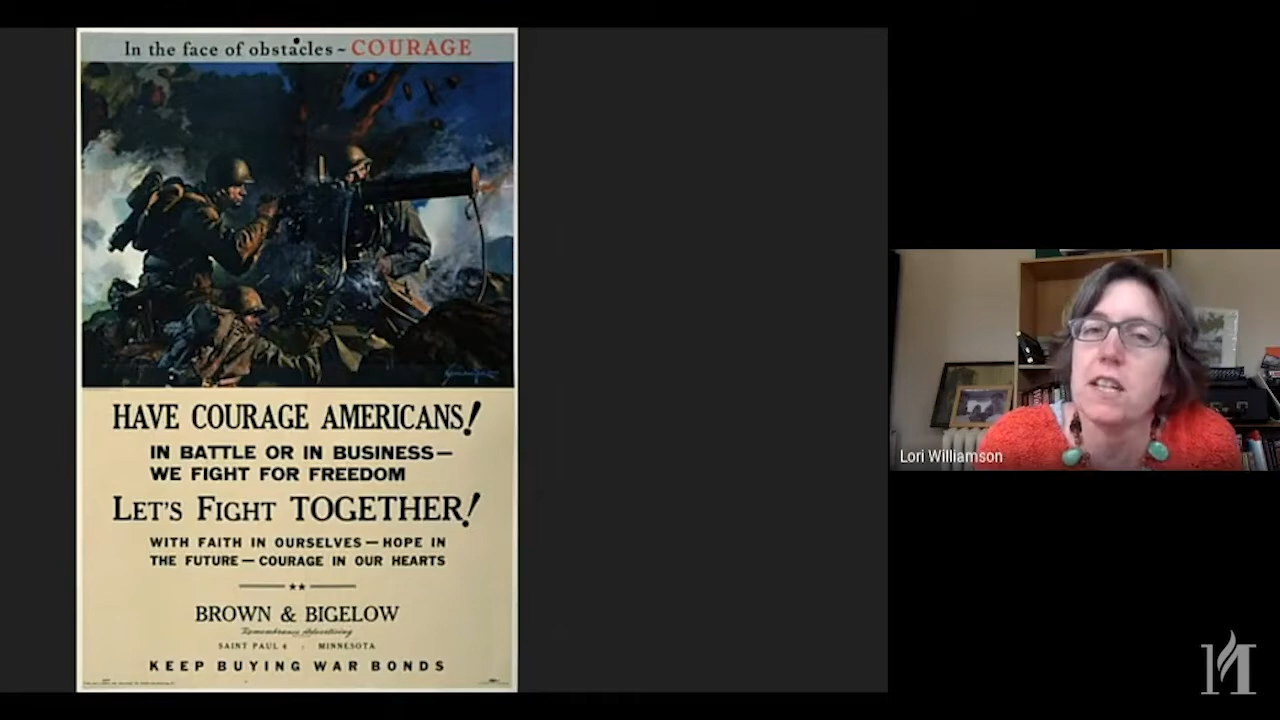 In the face of obstacles - COURAGE
HAVE COURAGE AMERICANS!
IN BATTLE OR IN BUSINESS—
WE FIGHT FOR FREEDOM
LET'S FIGHT TOGETHER!
WITH FAITH IN OURSELVES — HOPE IN
THE FUTURE — COURAGE IN OUR HEARTS
BROWN & BIGELOW
Remembrance Advertising
SAINT PAUL 4 , MINNESOTA
KEEP BUYING WAR BONDS
Lori Williamson